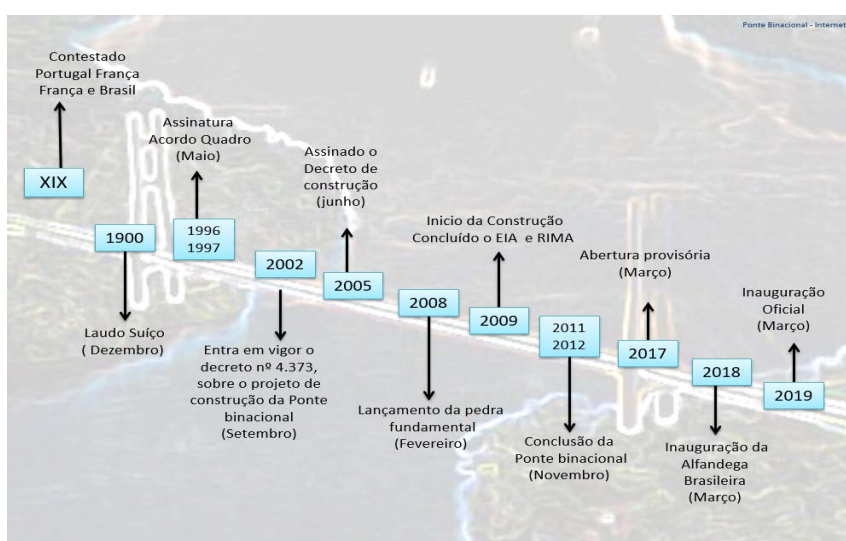 Ponte Binacional - Internet
Contestado
Portugal França
França e Brasil
XIX
1900
Laudo Suíço
( Dezembro)
Assinatura
Acordo Quadro
(Maio)
1996
1997
2002
Entra em vigor o
decreto nº 4.373,
sobre o projeto de
construção da Ponte
binacional
(Setembro)
Assinado o
Decreto de
construção
(junho)
2005
2008
Lançamento da pedra
fundamental
(Fevereiro)
Inicio da Construção
Concluído o EIA e RIMA
2009
2011
2012
Conclusão da
Ponte binacional
(Novembro)
Abertura provisória
(Março)
2017
2018
Inauguração da
Alfandega
Brasileira
(Março)
Inauguração
Oficial
(Março)
2019